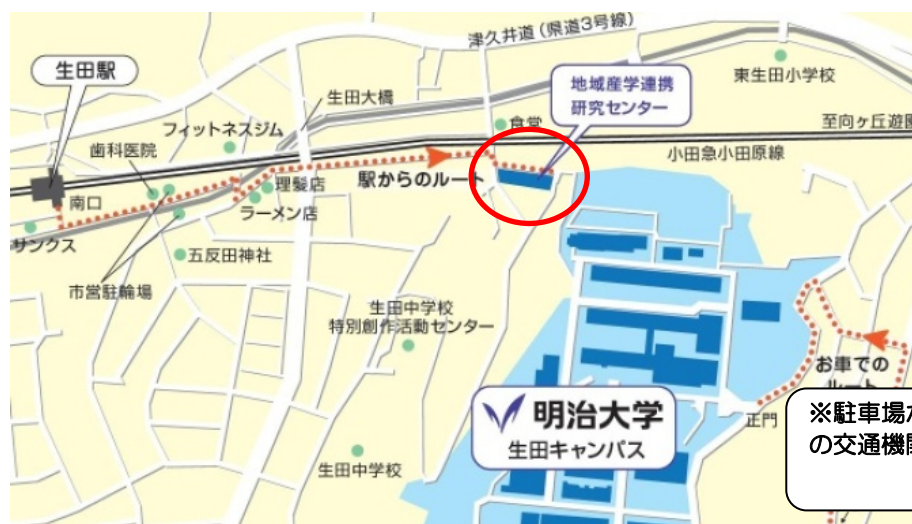 津久井道（県道3号線）
生田駅
地域産学連携
研究センター
東生田小学校
生田大橋
フィットネスジム
食堂
至向ヶ丘遊園
歯科医院
小田急小田原線
駅からのルート
理髪店
南口
ラーメン店
サンクス
五反田神社
市営駐輪場
生田中学校
特別創作活動センター
お車での
ルート
明治大学
生田キャンパス
正門
※駐車場
の交通機
生田中学校